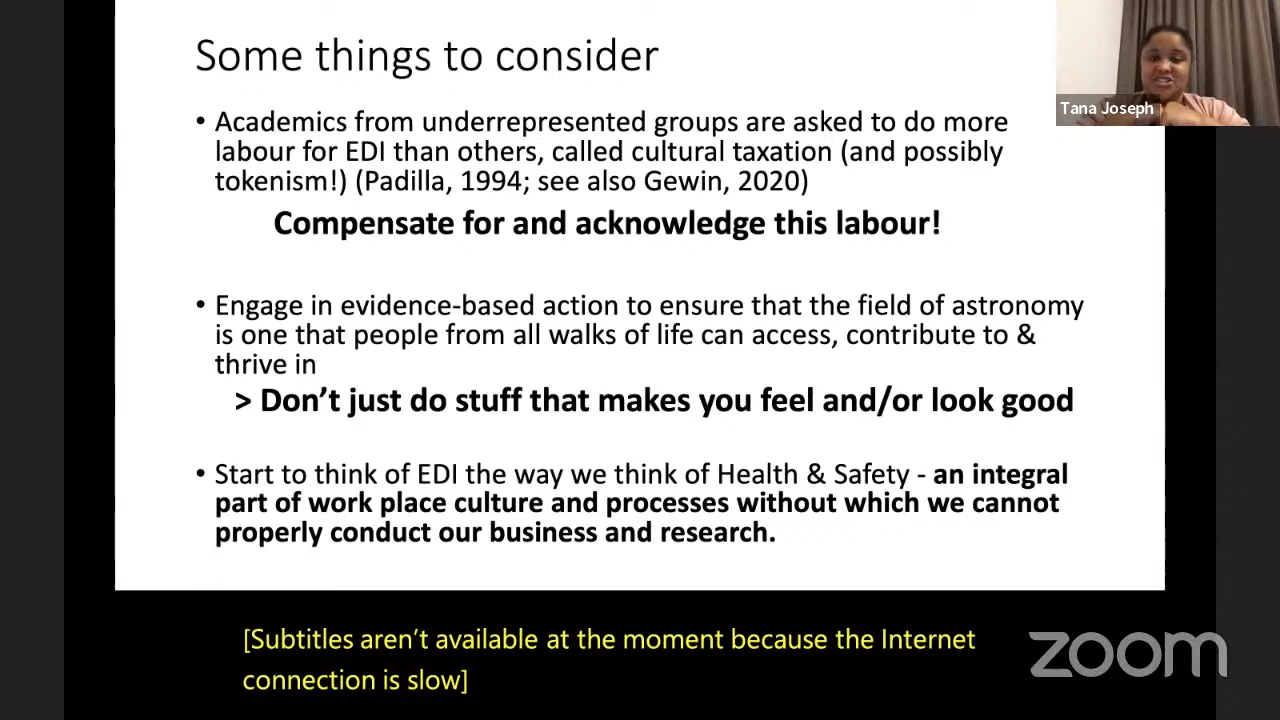 Some things to consider
Tana Joseph
• Academics from underrepresented groups are asked to do more
labour for EDI than others, called cultural taxation (and possibly
tokenism!) (Padilla, 1994; see also Gewin, 2020)
Compensate for and acknowledge this labour!
• Engage in evidence-based action to ensure that the field of astronomy
is one that people from all walks of life can access, contribute to &
thrive in
> Don’t just do stuff that makes you feel and/or look good
• Start to think of EDI the way we think of Health & Safety - an integral
part of work place culture and processes without which we cannot
properly conduct our business and research.
[Subtitles aren’t available at the moment because the Internet
connection is slow]
zoom